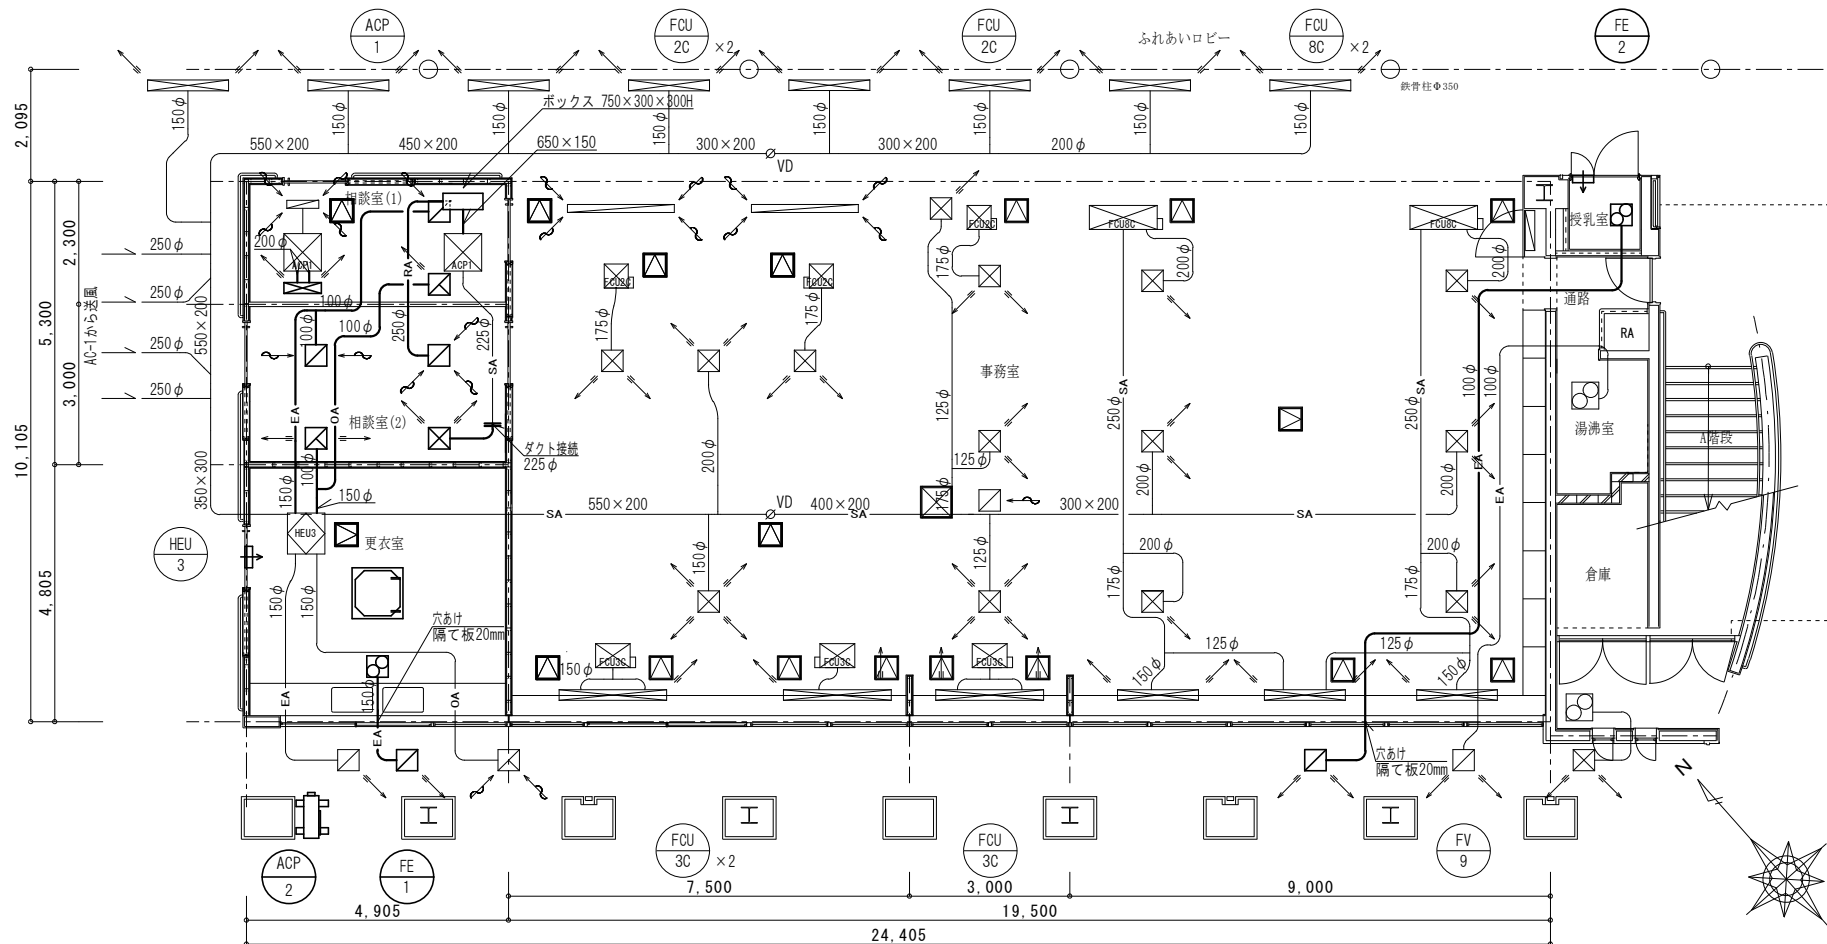 ACP
1
FCU
2C
×2
FCU
2C
ふれあいロビー
FCU
8C
×2
FE
2
鉄骨柱Φ350
150φ
150φ
150φ
150φ
150φ
150φ
150φ
150φ
ボックス 750×300×300H
550×200
450×200
650×150
300×200
VD
300×200
200φ
2,095
2,300
5,300
3,000
10,105
4,805
AC-1から送風
250φ
250φ
250φ
250φ
550×200
350×300
相談室(1)
200φ
ACP1
ACP1
RA
100φ
100φ
100φ
250φ
225φ
SA
EA
OA
相談室(2)
100φ
150φ
150φ
ダクト接続
225φ
HEU
3
HEU3
更衣室
150φ
150φ
EA
OA
穴あけ
隔て板20mm
150φ
EA
FCU2C
FCU2C
FCU2C
FCU8C
FCU8C
175φ
175φ
175φ
200φ
200φ
200φ
事務室
125φ
125φ
175φ
SA
250φ
SA
250φ
200φ
200φ
SA
550×200
VD
400×200
SA
300×200
SA
150φ
125φ
200φ
200φ
175φ
175φ
125φ
125φ
150φ
150φ
150φ
FCU3C
FCU3C
FCU3C
100φ
100φ
EA
EA
授乳室
通路
RA
湯沸室
A階段
倉庫
穴あけ
隔て板20mm
N
ACP
2
FE
1
FCU
3C
×2
FCU
3C
FV
9
7,500
3,000
9,000
4,905
19,500
24,405